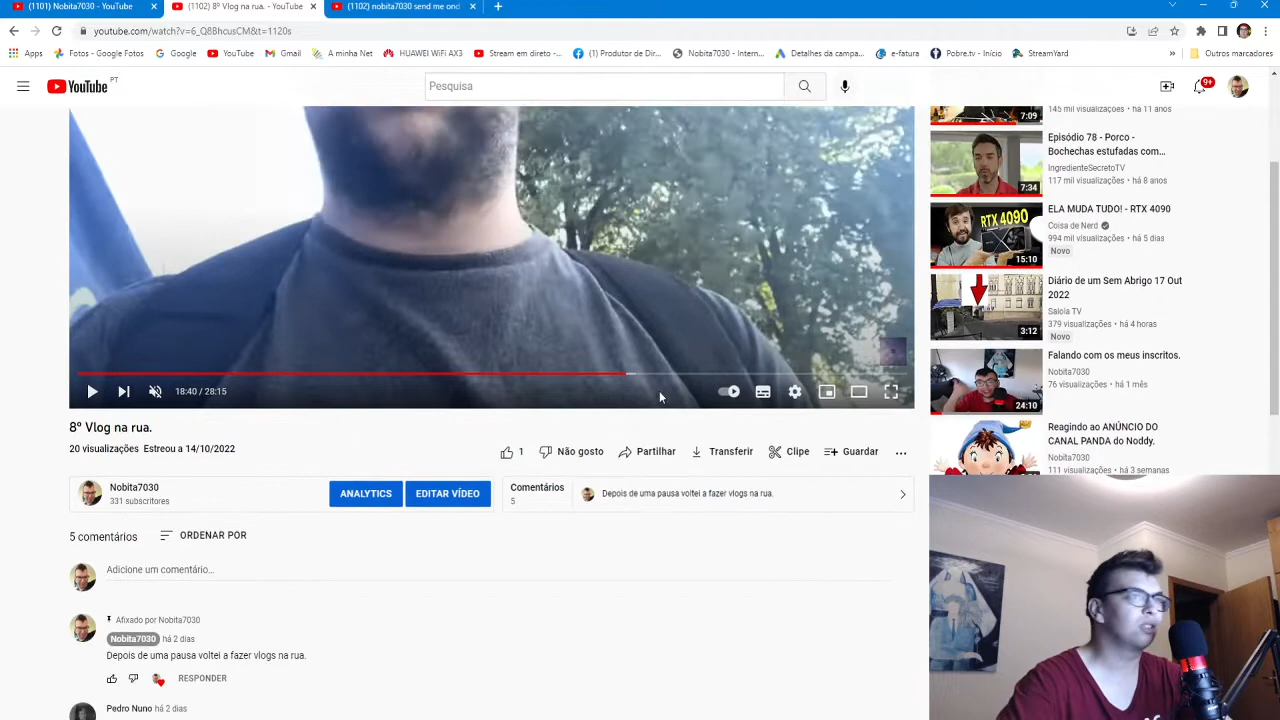 (1101) Nobita7030 - YouTube
(1102) 8º Vlog na rua. - YouTube
(1102) nobita7030 send me ond
youtube.com/watch?v=6_Q8BhcusCM&t=1120s
Apps
Fotos - Google Fotos
Google
YouTube
Gmail
A minha Net
HUAWEI WiFi AX3
Stream em direto -...
(1) Produtor de Dir...
Nobita7030 - Intern...
Detalhes da campa...
e-fatura
Pobre.tv - Início
StreamYard
»
Outros marcadores
YouTube PT
Pesquisa
9+
145 mil visualizações • há 11 anos
7:09
Episódio 78 - Porco -
Bochechas estufadas com...
IngredienteSecretoTV
117 mil visualizações • há 8 anos
7:34
ELA MUDA TUDO! - RTX 4090
Coisa de Nerd
994 mil visualizações • há 5 dias
Novo
RTX 4090
15:10
Diário de um Sem Abrigo 17 Out
2022
Saloia TV
379 visualizações • há 4 horas
Novo
3:12
Falando com os meus inscritos.
Nobita7030
76 visualizações • há 1 mês
24:10
Reagindo ao ANÚNCIO DO
CANAL PANDA do Noddy.
Nobita7030
111 visualizações • há 3 semanas
18:40 / 28:15
8º Vlog na rua.
20 visualizações Estreou a 14/10/2022
1
Não gosto
Partilhar
Transferir
Clipe
Guardar
...
Nobita7030
331 subscritores
ANALYTICS
EDITAR VÍDEO
Comentários
5
Depois de uma pausa voltei a fazer vlogs na rua.
5 comentários
ORDENAR POR
Adicione um comentário...
Afixado por Nobita7030
Nobita7030 há 2 dias
Depois de uma pausa voltei a fazer vlogs na rua.
RESPONDER
Pedro Nuno há 2 dias